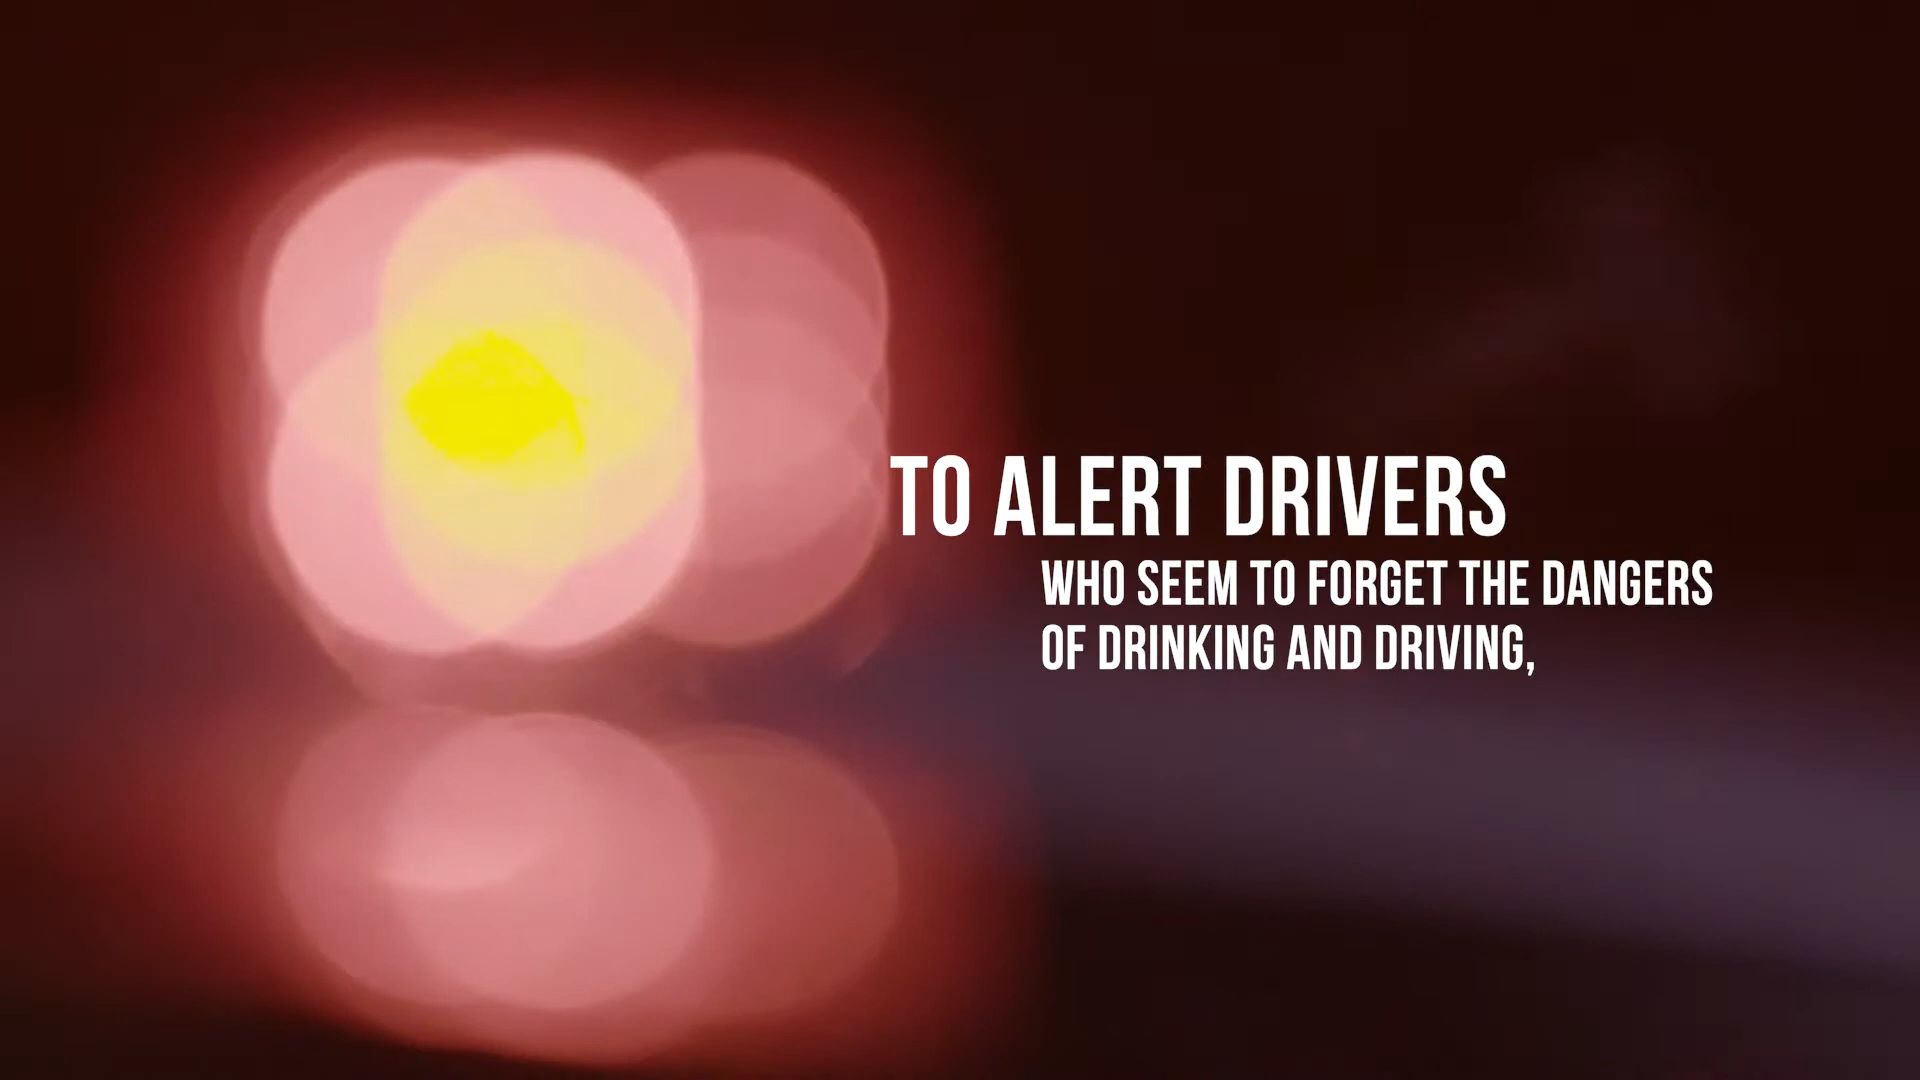 TO ALERT DRIVERS
WHO SEEM TO FORGET THE DANGERS
OF DRINKING AND DRIVING,